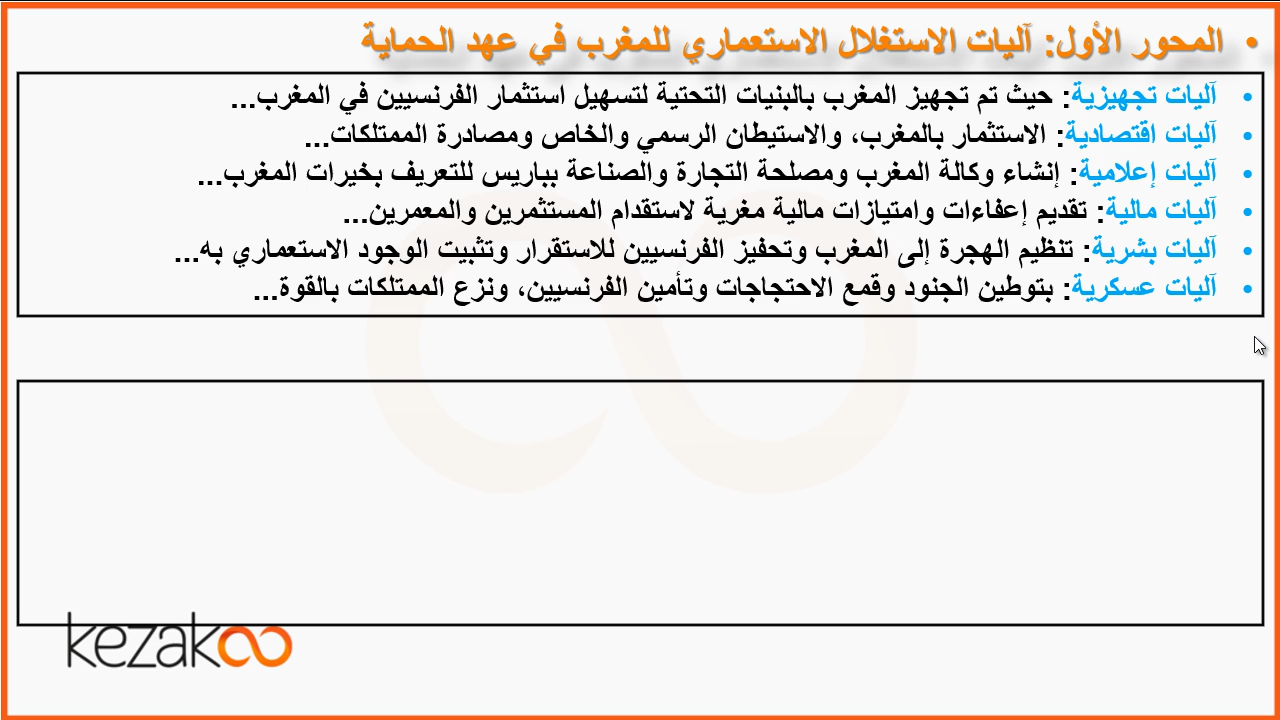 • المحور الأول: آليات الاستغلال الاستعماري للمغرب في عهد الحماية
• آليات تجهيزية: حيث تم تجهيز المغرب بالبنيات التحتية لتسهيل استثمار الفرنسيين في المغرب...
• آليات اقتصادية: الاستثمار بالمغرب، والاستيطان الرسمي والخاص ومصادرة الممتلكات...
• آليات إعلامية: إنشاء وكالة المغرب ومصلحة التجارة والصناعة بباريس للتعريف بخيرات المغرب...
• آليات مالية: تقديم إعفاءات وامتيازات مالية مغرية لاستقدام المستثمرين والمعمرين...
• آليات بشرية: تنظيم الهجرة إلى المغرب وتحفيز الفرنسيين للاستقرار وتثبيت الوجود الاستعماري به...
• آليات عسكرية: بتوطين الجنود وقمع الاحتجاجات وتأمين الفرنسيين، ونزع الممتلكات بالقوة...
kezakoo